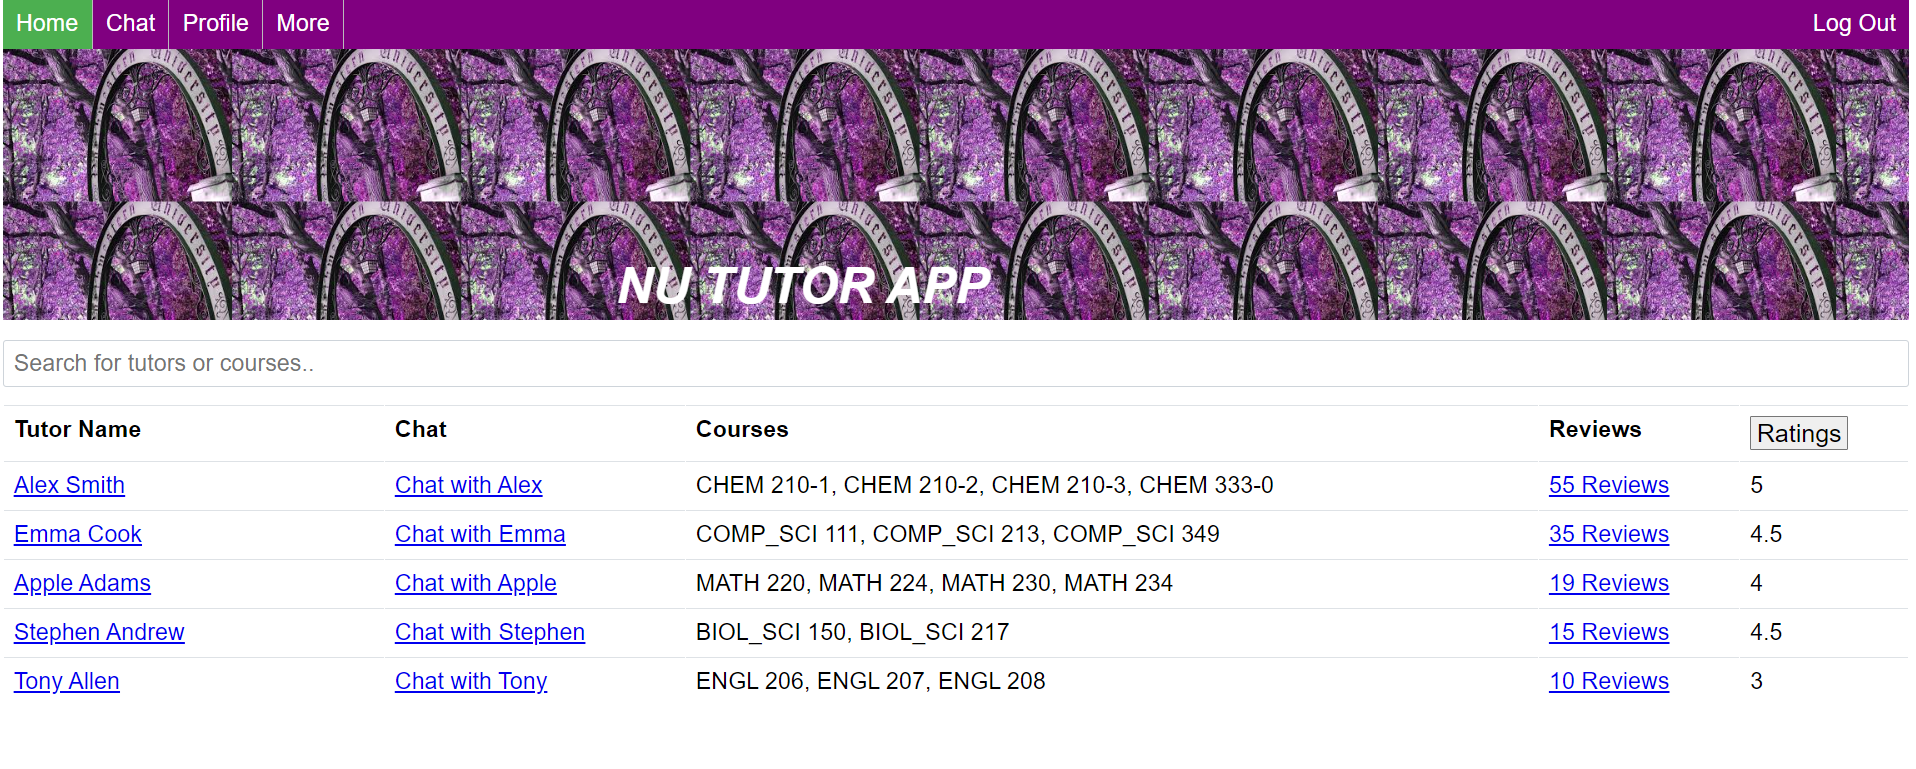 Home Chat Profile More Log Out
NU TUTOR APP
Search for tutors or courses..
Tutor Name Chat Courses Reviews Ratings
Alex Smith Chat with Alex CHEM 210-1, CHEM 210-2, CHEM 210-3, CHEM 333-0 55 Reviews 5
Emma Cook Chat with Emma COMP_SCI 111, COMP_SCI 213, COMP_SCI 349 35 Reviews 4.5
Apple Adams Chat with Apple MATH 220, MATH 224, MATH 230, MATH 234 19 Reviews 4
Stephen Andrew Chat with Stephen BIOL_SCI 150, BIOL_SCI 217 15 Reviews 4.5
Tony Allen Chat with Tony ENGL 206, ENGL 207, ENGL 208 10 Reviews 3